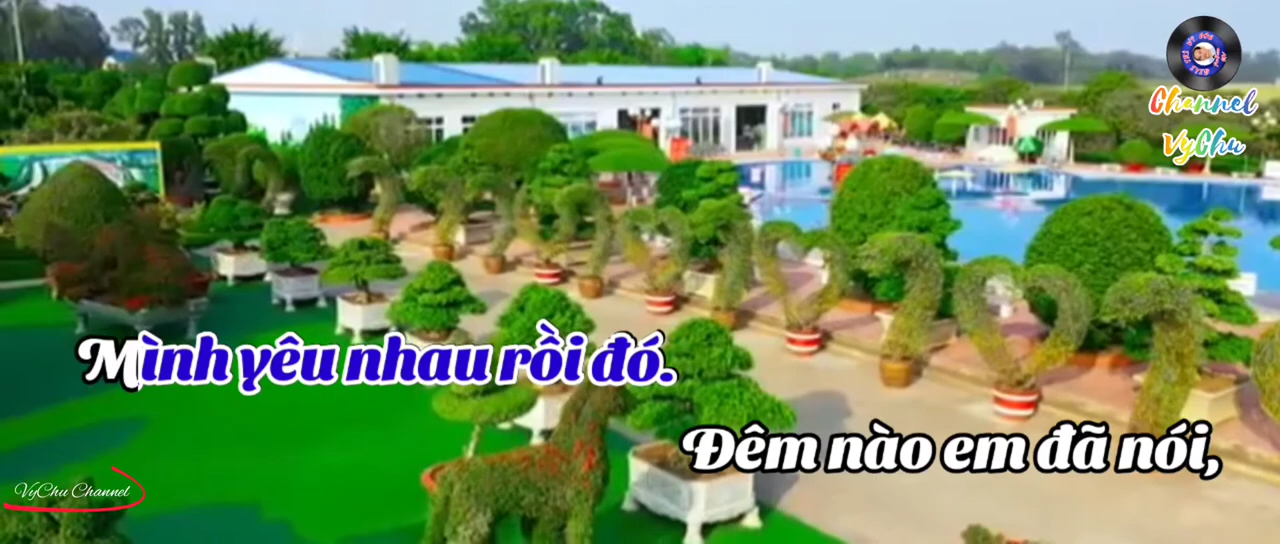 Channel
VyChu
Mình yêu nhau rồi đó.
Đêm nào em đã nói,
VyChu Channel